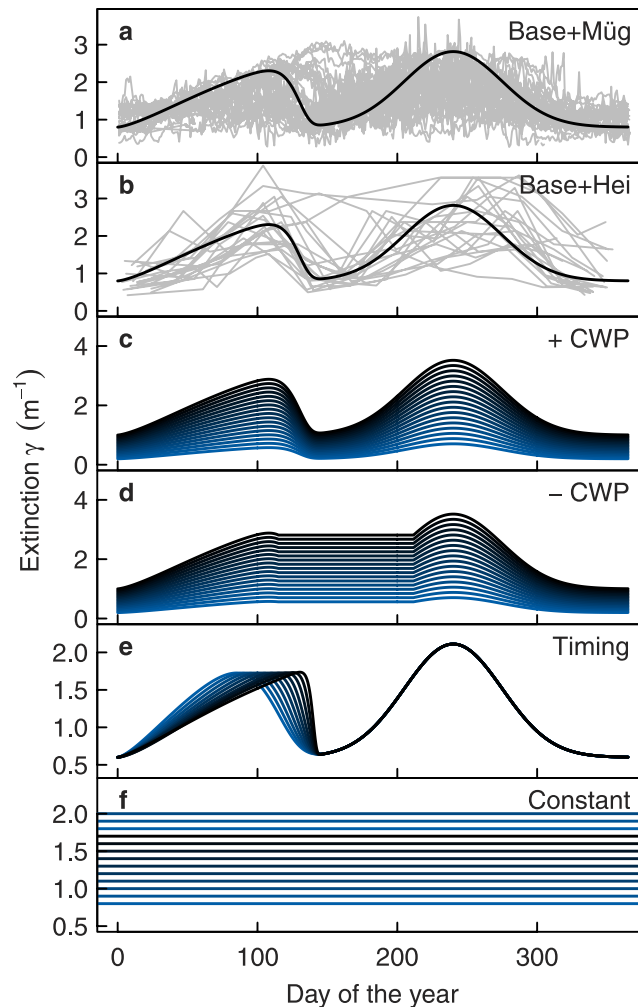 a Base+Müg
3
2
1
0
b Base+Hei
3
2
1
0
c + CWP
4
2
0
d − CWP
4
2
0
e Timing
2.0
1.5
1.0
0.5
f Constant
2.0
1.5
1.0
0.5
0 100 200 300
Day of the year
Extinction γ (m⁻¹)